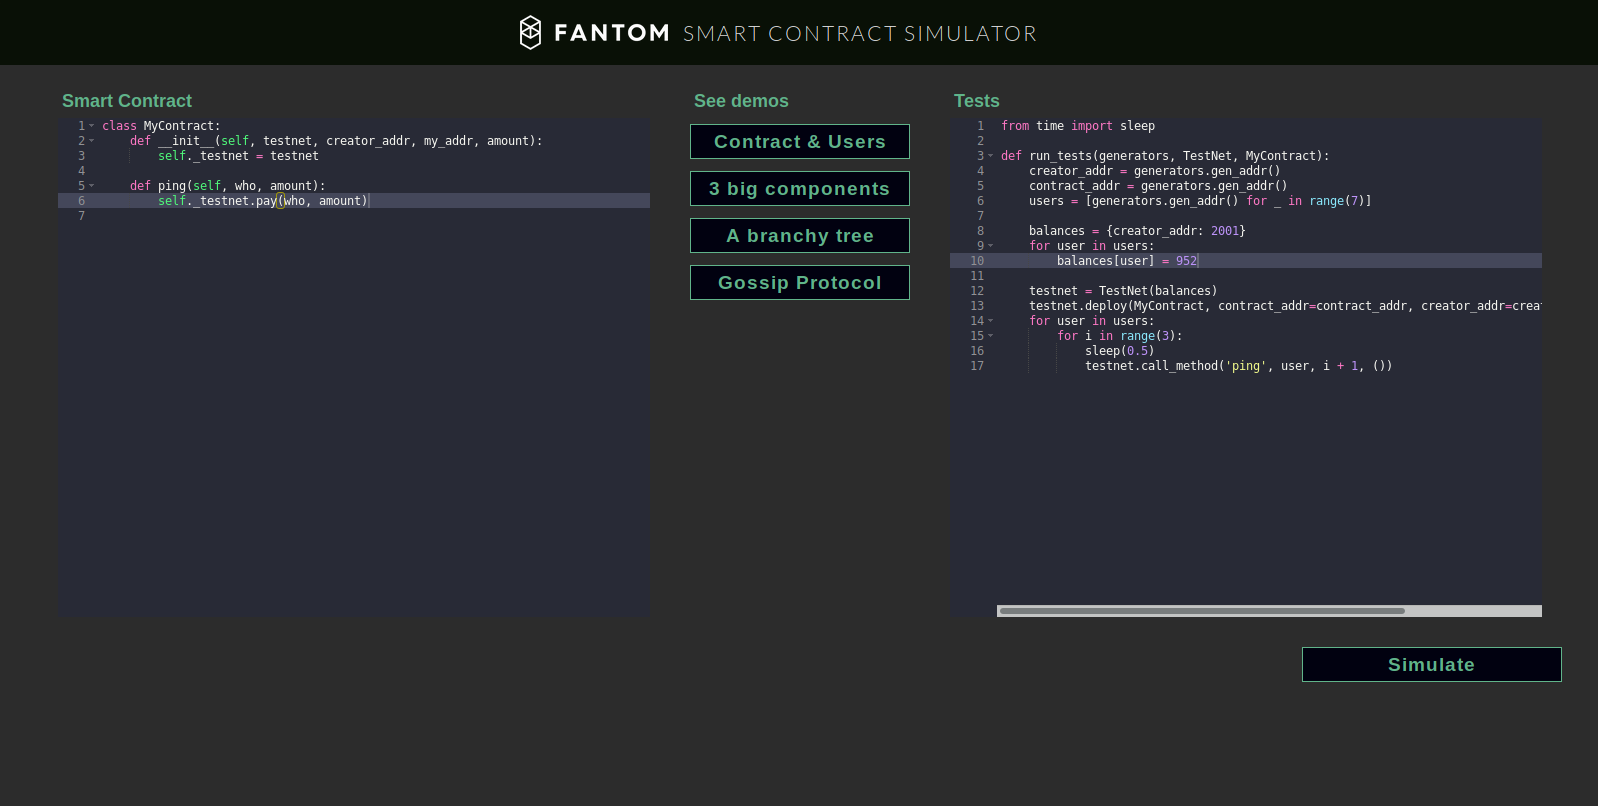 FANTOM SMART CONTRACT SIMULATOR
Smart Contract
1 class MyContract:
2     def __init__(self, testnet, creator_addr, my_addr, amount):
3         self._testnet = testnet
4
5     def ping(self, who, amount):
6         self._testnet.pay(who, amount)
7
See demos
Contract & Users
3 big components
A branchy tree
Gossip Protocol
Tests
1 from time import sleep
2
3 def run_tests(generators, TestNet, MyContract):
4     creator_addr = generators.gen_addr()
5     contract_addr = generators.gen_addr()
6     users = [generators.gen_addr() for _ in range(7)]
7
8     balances = {creator_addr: 2001}
9     for user in users:
10         balances[user] = 952
11
12     testnet = TestNet(balances)
13     testnet.deploy(MyContract, contract_addr=contract_addr, creator_addr=creat
14     for user in users:
15         for i in range(3):
16             sleep(0.5)
17             testnet.call_method('ping', user, i + 1, ())
Simulate